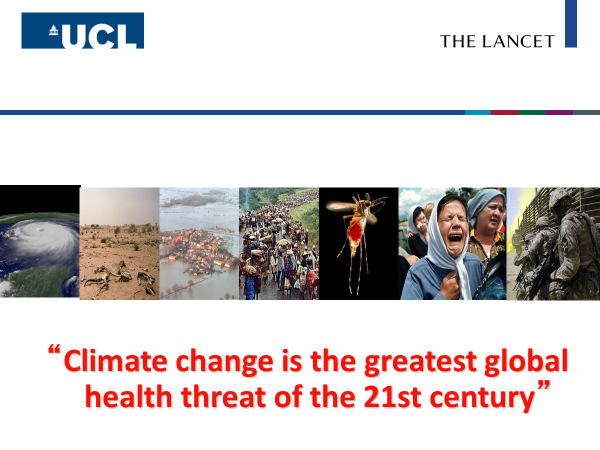 UCL
THE LANCET
“Climate change is the greatest global
health threat of the 21st century”